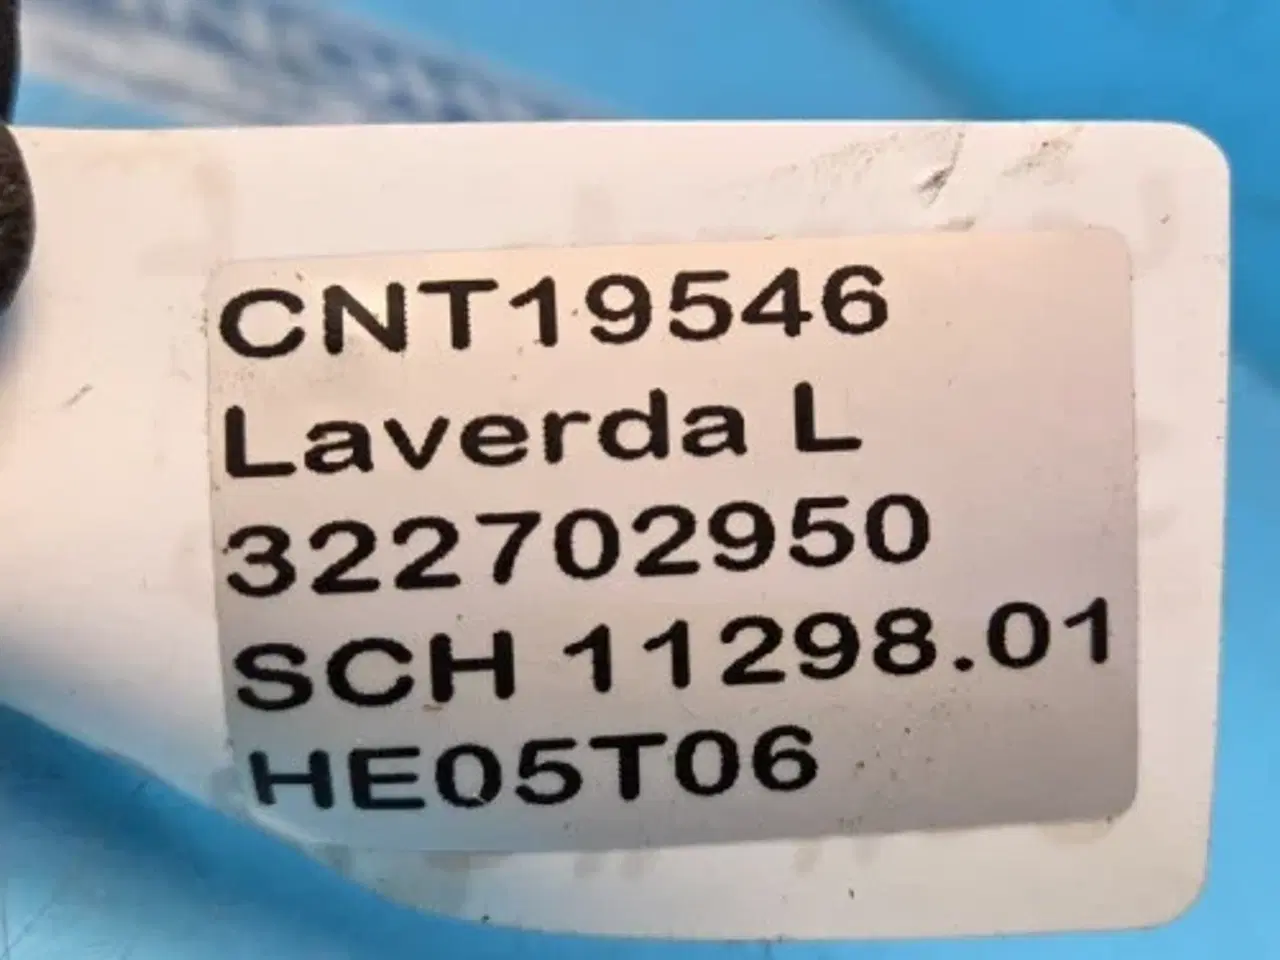 CNT19546
Laverda L
322702950
SCH 11298.01
HE05T06